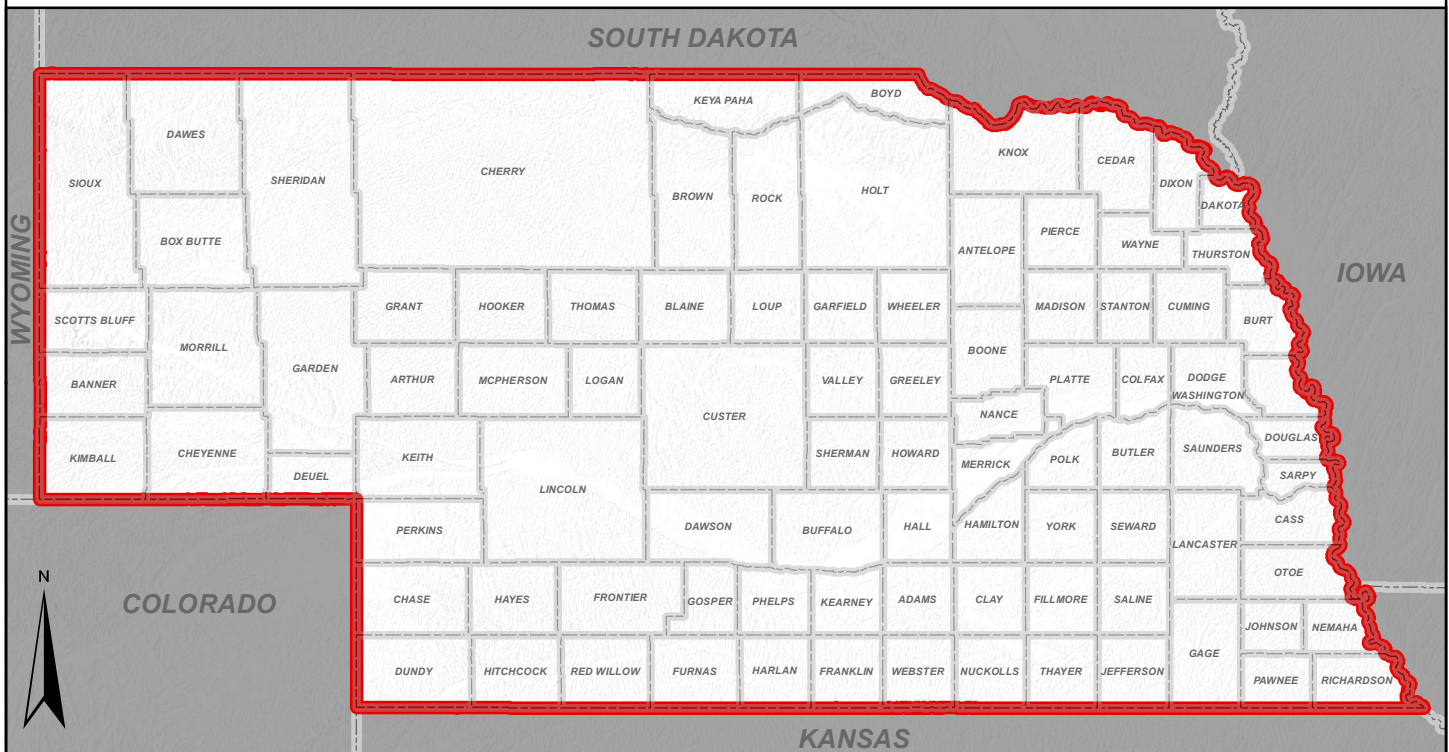 SOUTH DAKOTA
KEYA PAHA
BOYD
DAWES
KNOX
CEDAR
SIOUX
SHERIDAN
CHERRY
DIXON
BROWN
ROCK
HOLT
DAKOTA
PIERCE
BOX BUTTE
ANTELOPE
WAYNE
THURSTON
WYOMING
IOWA
GRANT
HOOKER
THOMAS
BLAINE
LOUP
GARFIELD
WHEELER
MADISON
STANTON
CUMING
SCOTTS BLUFF
BURT
MORRILL
BOONE
GARDEN
BANNER
ARTHUR
MCPHERSON
LOGAN
VALLEY
GREELEY
PLATTE
COLFAX
DODGE
WASHINGTON
CUSTER
NANCE
DOUGLAS
KIMBALL
CHEYENNE
KEITH
SHERMAN
HOWARD
MERRICK
POLK
BUTLER
SAUNDERS
DEUEL
SARPY
LINCOLN
PERKINS
DAWSON
BUFFALO
HALL
HAMILTON
YORK
SEWARD
CASS
LANCASTER
OTOE
N
COLORADO
CHASE
HAYES
FRONTIER
GOSPER
PHELPS
KEARNEY
ADAMS
CLAY
FILLMORE
SALINE
JOHNSON
NEMAHA
GAGE
DUNDY
HITCHCOCK
RED WILLOW
FURNAS
HARLAN
FRANKLIN
WEBSTER
NUCKOLLS
THAYER
JEFFERSON
PAWNEE
RICHARDSON
KANSAS